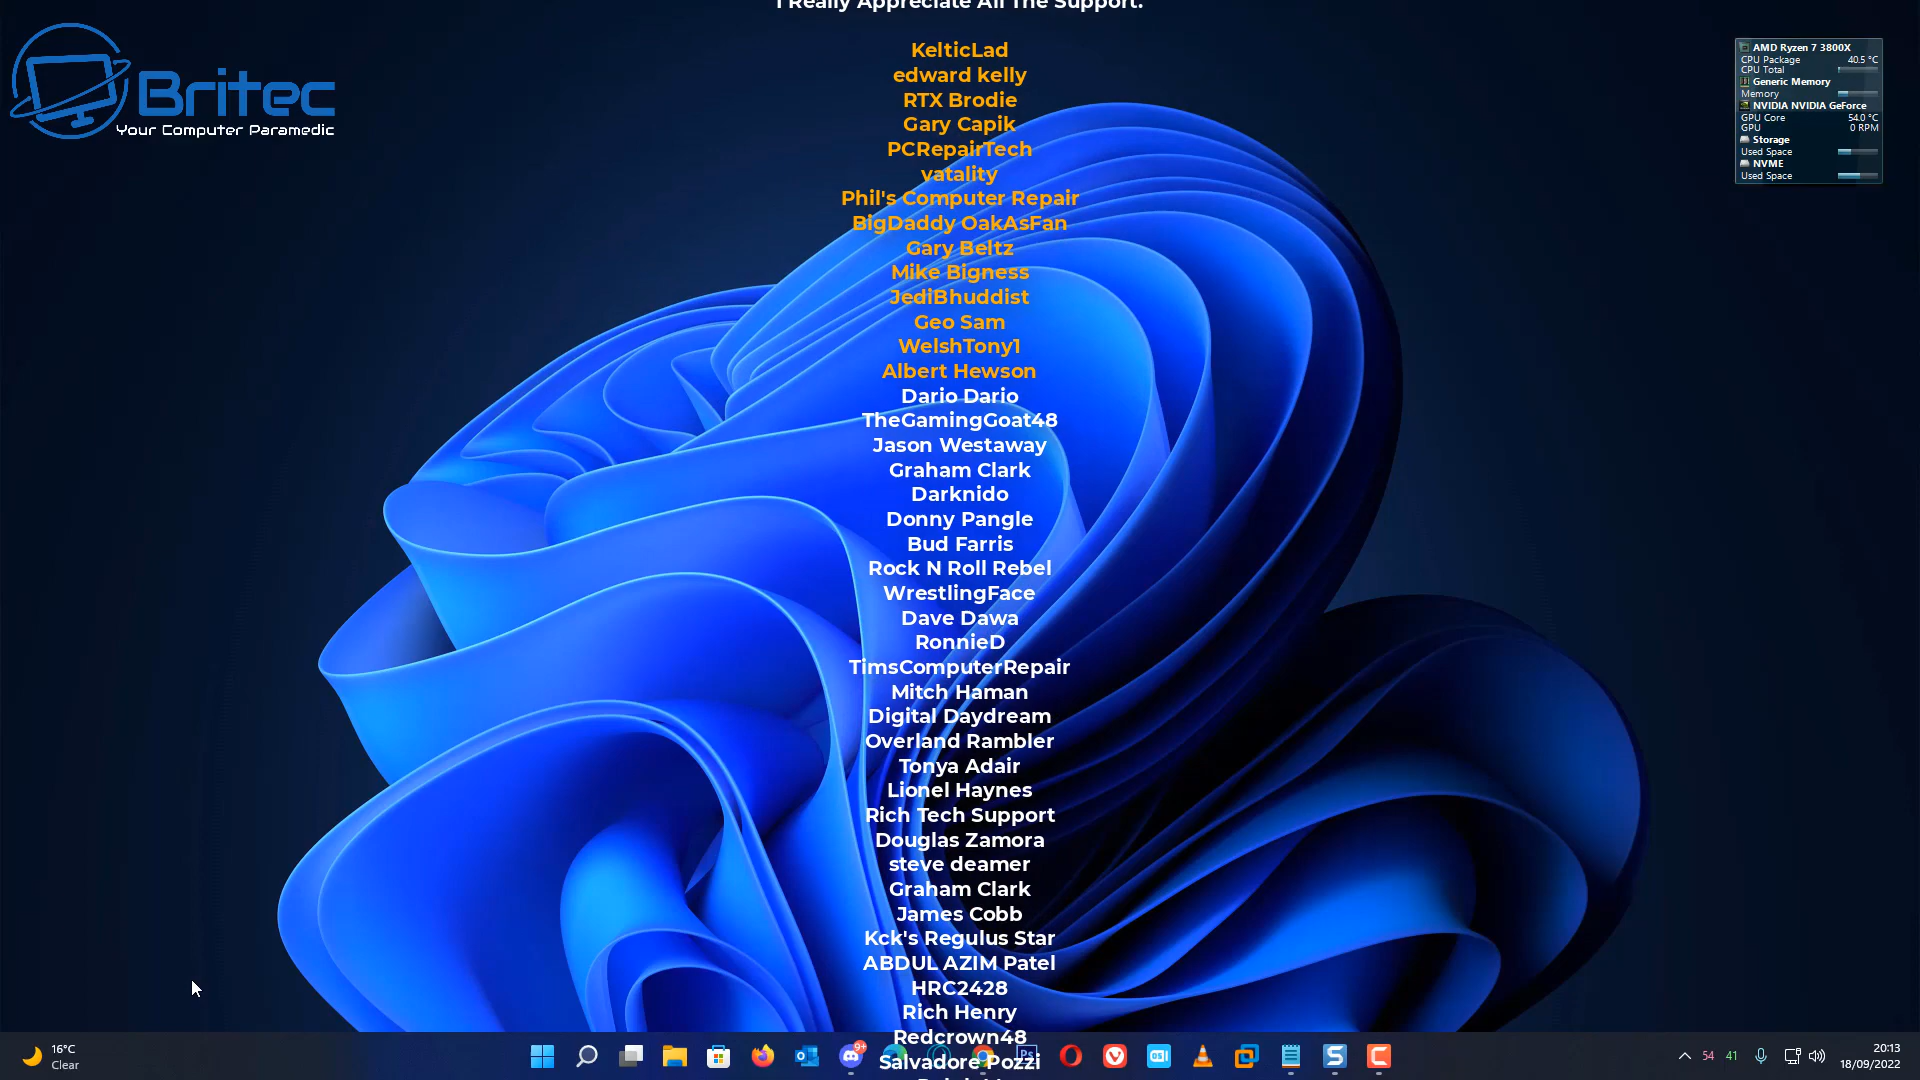 I Really Appreciate All The Support.
Britec
Your Computer Paramedic
KelticLad
edward kelly
RTX Brodie
Gary Capik
PCRepairTech
vatality
Phil's Computer Repair
BigDaddy OakAsFan
Gary Beltz
Mike Bigness
JediBhuddist
Geo Sam
WelshTony1
Albert Hewson
Dario Dario
TheGamingGoat48
Jason Westaway
Graham Clark
Darknido
Donny Pangle
Bud Farris
Rock N Roll Rebel
WrestlingFace
Dave Dawa
RonnieD
TimsComputerRepair
Mitch Haman
Digital Daydream
Overland Rambler
Tonya Adair
Lionel Haynes
Rich Tech Support
Douglas Zamora
steve deamer
Graham Clark
James Cobb
Kck's Regulus Star
ABDUL AZIM Patel
HRC2428
Rich Henry
Redcrown48
Salvadore Pozzi
AMD Ryzen 7 3800X
CPU Package 40.5 °C
CPU Total
Generic Memory
Memory
NVIDIA NVIDIA GeForce
GPU Core 54.0 °C
GPU 0 RPM
Storage
Used Space
NVME
Used Space
16°C
Clear
9+
Ps
OSI
S
C
54 41
20:13
18/09/2022